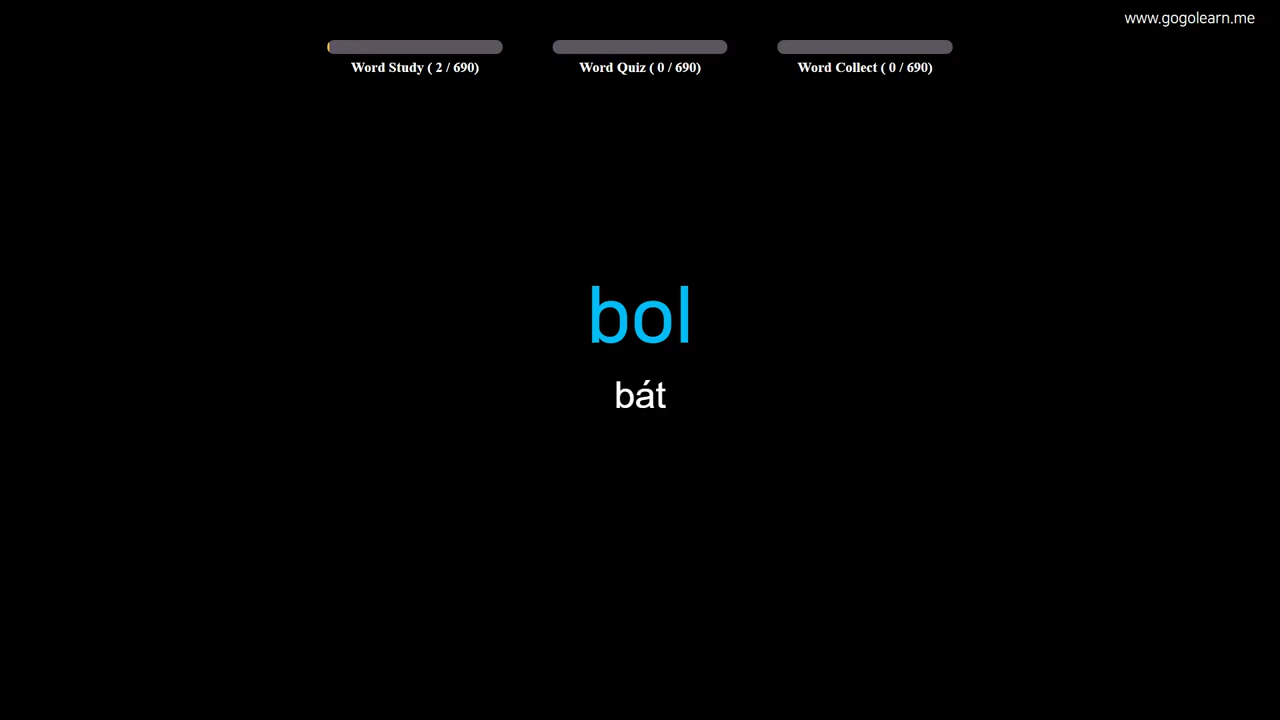 www.gogolearn.me
Word Study ( 2 / 690)
Word Quiz ( 0 / 690)
Word Collect ( 0 / 690)
bol
bát